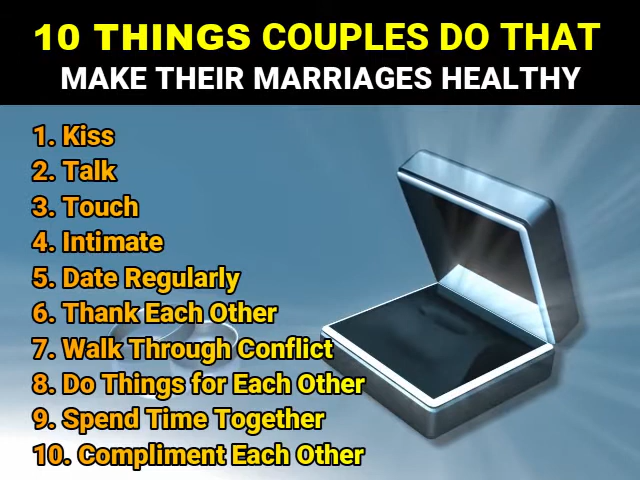 10 THINGS COUPLES DO THAT
MAKE THEIR MARRIAGES HEALTHY
1. Kiss
2. Talk
3. Touch
4. Intimate
5. Date Regularly
6. Thank Each Other
7. Walk Through Conflict
8. Do Things for Each Other
9. Spend Time Together
10. Compliment Each Other